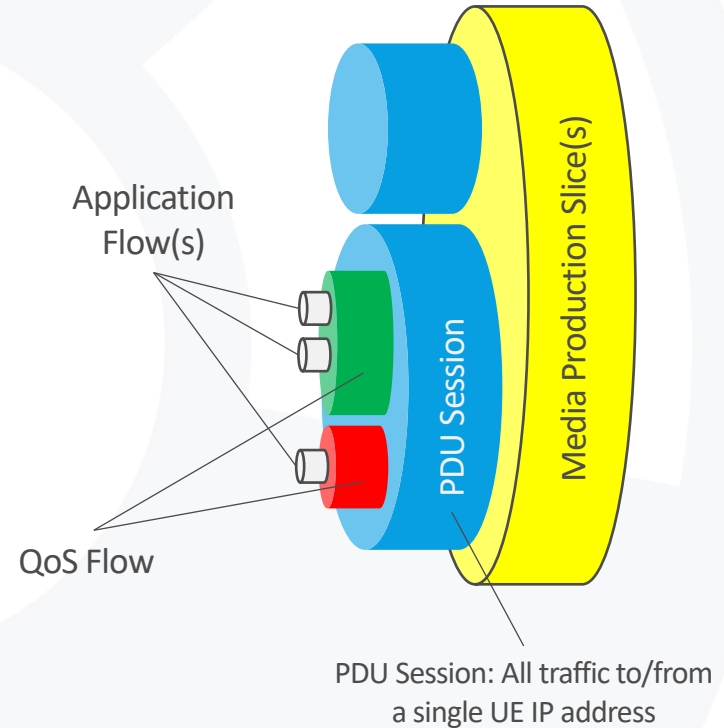 Application
Flow(s)
PDU Session
Media Production Slice(s)
QoS Flow
PDU Session: All traffic to/from
a single UE IP address